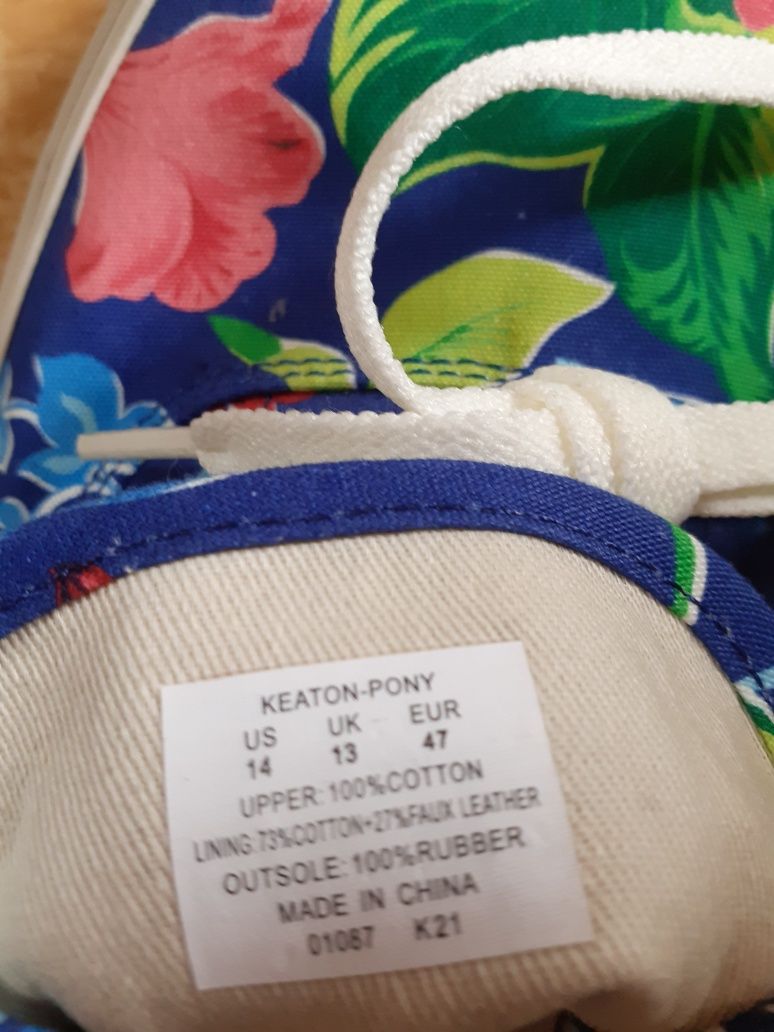 KEATON-PONY
US UK EUR
14 13 47
UPPER: 100%COTTON
LINING:73%COTTON+27%FAUX LEATHER
OUTSOLE: 100%RUBBER
MADE IN CHINA
01087 K21